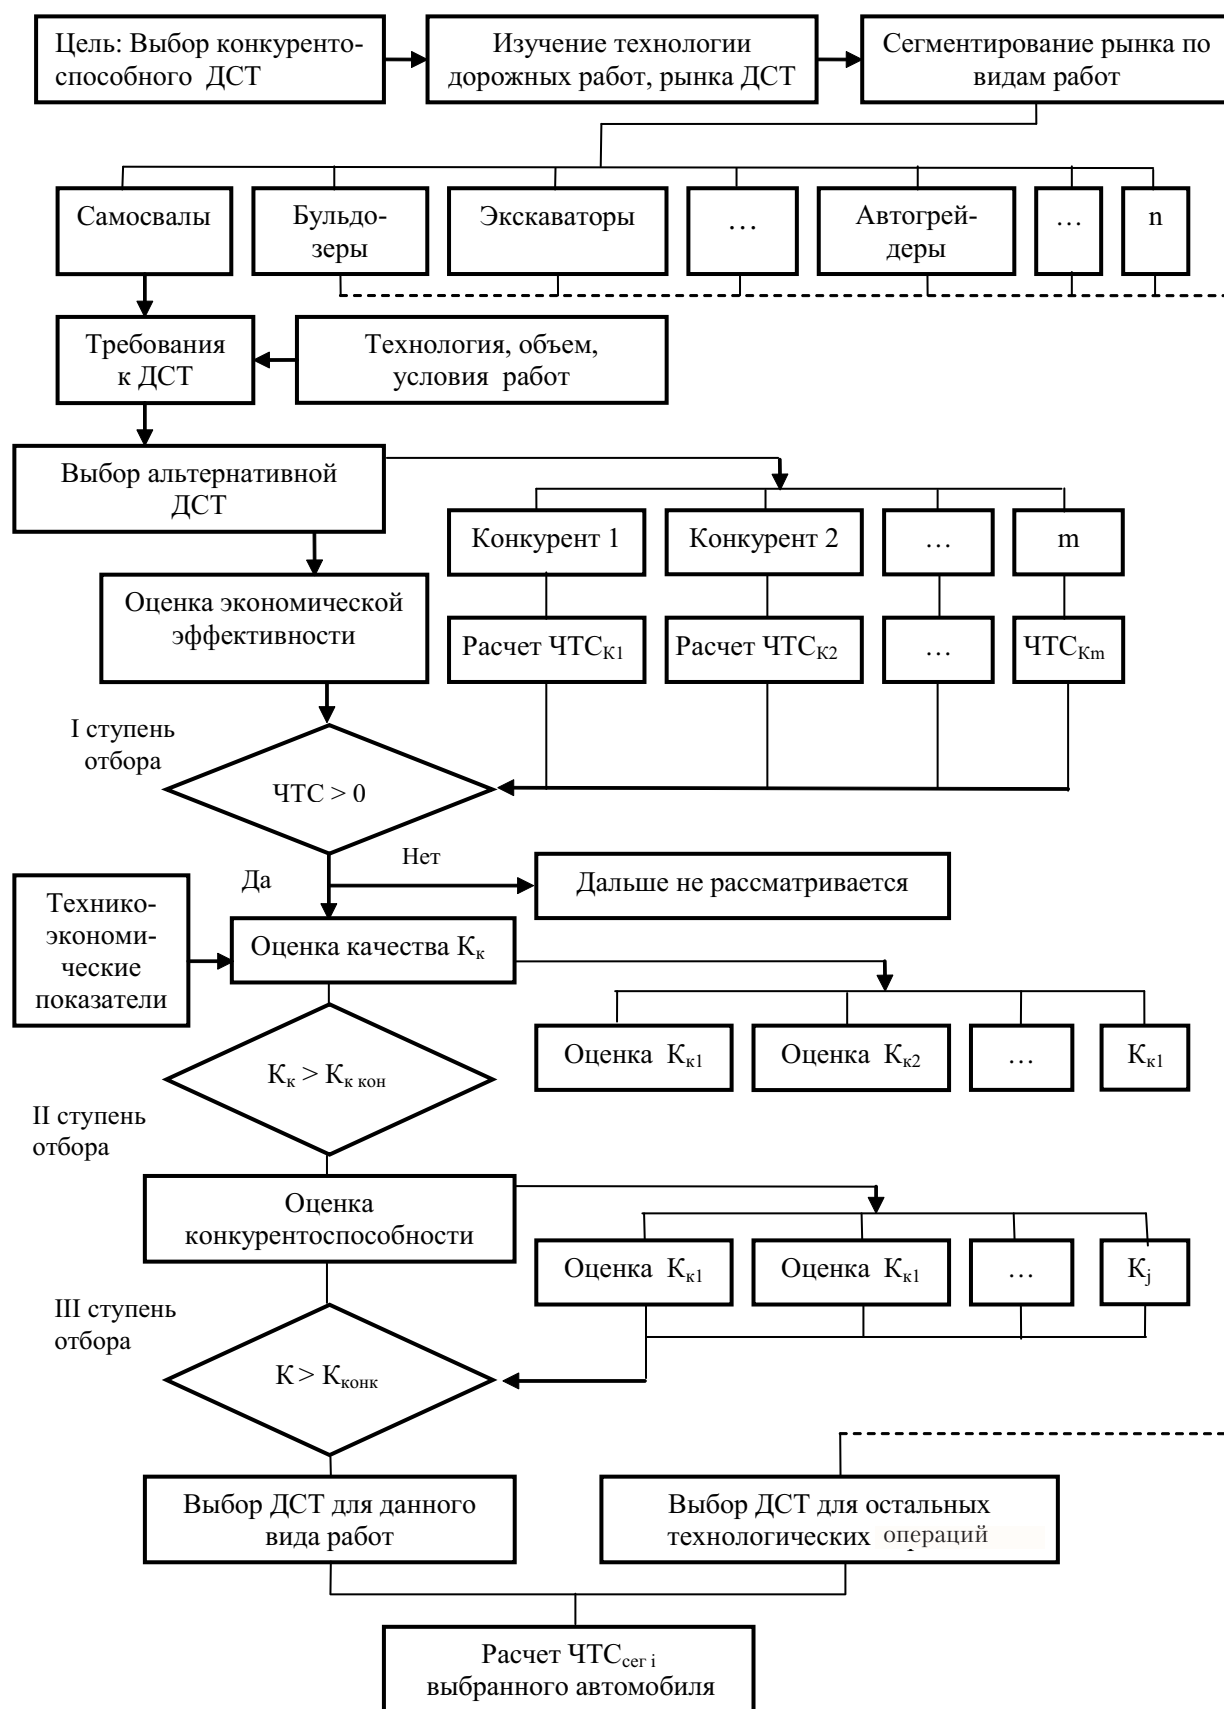 Цель: Выбор конкуренто-
способного ДСТ
Изучение технологии
дорожных работ, рынка ДСТ
Сегментирование рынка по
видам работ
Самосвалы
Бульдо-
зеры
Экскаваторы
…
Автогрей-
деры
…
n
Требования
к ДСТ
Технология, объем,
условия работ
Выбор альтернативной
ДСТ
Конкурент 1
Конкурент 2
…
m
Оценка экономической
эффективности
Расчет ЧТСК1
Расчет ЧТСК2
…
ЧТСКm
I ступень
отбора
ЧТС > 0
Нет
Да
Дальше не рассматривается
Технико-
экономи-
ческие
показатели
Оценка качества Кк
Оценка Кк1
Оценка Кк2
…
Кк1
Кк > Кк кон
II ступень
отбора
Оценка
конкурентоспособности
Оценка Кк1
Оценка Кк1
…
Кj
III ступень
отбора
К > Kконк
Выбор ДСТ для данного
вида работ
Выбор ДСТ для остальных
технологических операций
Расчет ЧТСсег i
выбранного автомобиля